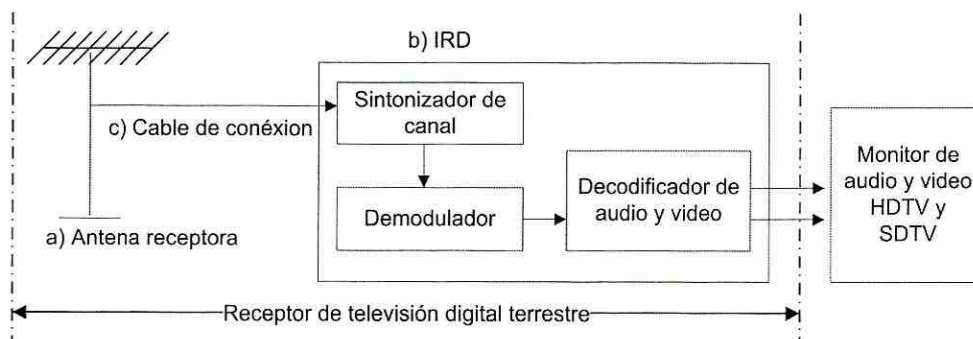 b) IRD
Sintonizador de
canal
c) Cable de conéxion
Demodulador
Decodificador de
audio y video
Monitor de
audio y video
HDTV y
SDTV
a) Antena receptora
Receptor de televisión digital terrestre